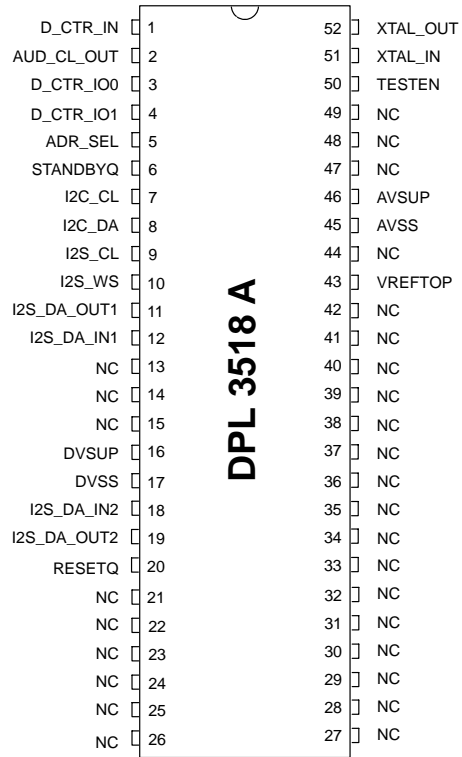 D_CTR_IN 1 52 XTAL_OUT
AUD_CL_OUT 2 51 XTAL_IN
D_CTR_IO0 3 50 TESTEN
D_CTR_IO1 4 49 NC
ADR_SEL 5 48 NC
STANDBYQ 6 47 NC
I2C_CL 7 46 AVSUP
I2C_DA 8 45 AVSS
I2S_CL 9 44 NC
I2S_WS 10 43 VREFTOP
I2S_DA_OUT1 11 42 NC
I2S_DA_IN1 12 41 NC
NC 13 40 NC
NC 14 39 NC
NC 15 38 NC
DVSUP 16 37 NC
DVSS 17 36 NC
I2S_DA_IN2 18 35 NC
I2S_DA_OUT2 19 34 NC
RESETQ 20 33 NC
NC 21 32 NC
NC 22 31 NC
NC 23 30 NC
NC 24 29 NC
NC 25 28 NC
NC 26 27 NC
DPL 3518 A